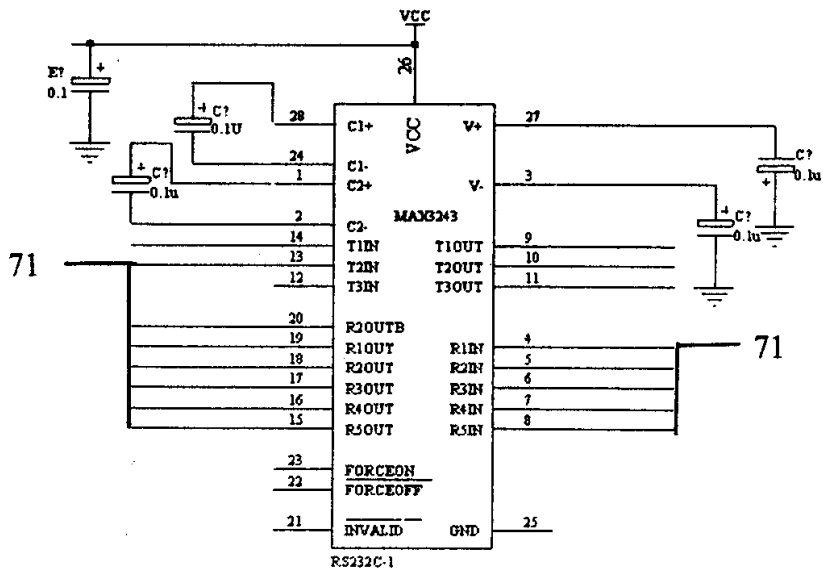 VCC
E?
+
0.1
26
+
C?
0.1U
28
C1+
VCC
V+
27
24
C1-
+
C?
0.1u
1
C2+
V-
3
C?
+
0.1u
2
C2-
MAX3243
+
C?
0.1u
14
T1IN
T1OUT
9
71
13
T2IN
T2OUT
10
12
T3IN
T3OUT
11
20
R2OUTB
19
R1OUT
R1IN
4
71
18
R2OUT
R2IN
5
17
R3OUT
R3IN
6
16
R4OUT
R4IN
7
15
R5OUT
R5IN
8
23
FORCEON
22
FORCEOFF
21
INVALID
GND
25
RS232C-1